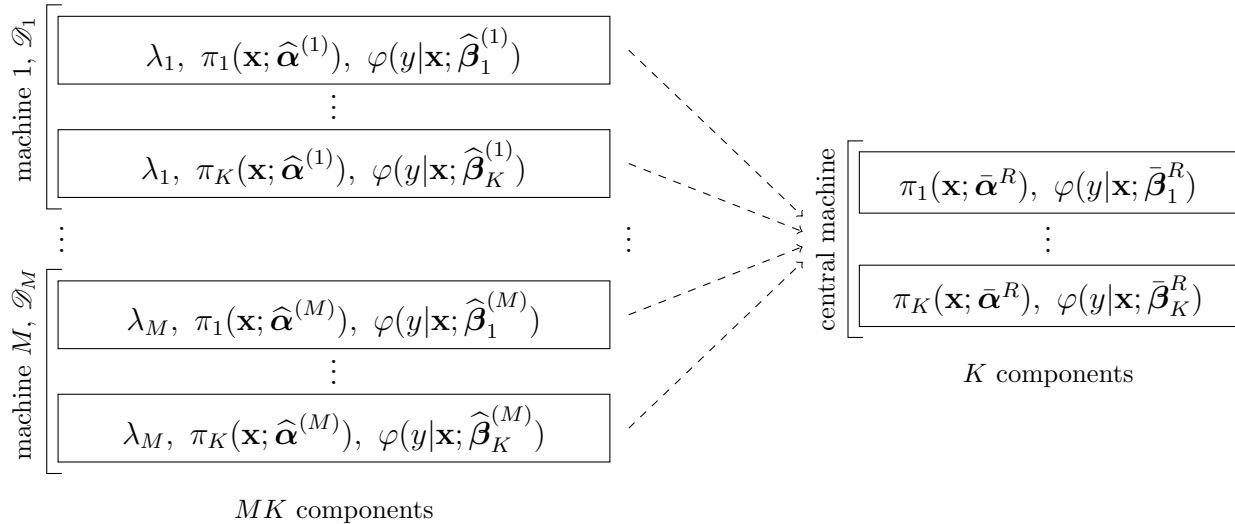 machine 1, 𝒟₁
λ₁, π₁(𝐱; α̂⁽¹⁾), φ(y|𝐱; β̂₁⁽¹⁾)
⋮
λ₁, π_K(𝐱; α̂⁽¹⁾), φ(y|𝐱; β̂_K⁽¹⁾)
⋮ ⋮
machine M, 𝒟_M
λ_M, π₁(𝐱; α̂⁽ᴹ⁾), φ(y|𝐱; β̂₁⁽ᴹ⁾)
⋮
λ_M, π_K(𝐱; α̂⁽ᴹ⁾), φ(y|𝐱; β̂_K⁽ᴹ⁾)
MK components
central machine
π₁(𝐱; ᾱᴿ), φ(y|𝐱; β̄₁ᴿ)
⋮
π_K(𝐱; ᾱᴿ), φ(y|𝐱; β̄_Kᴿ)
K components